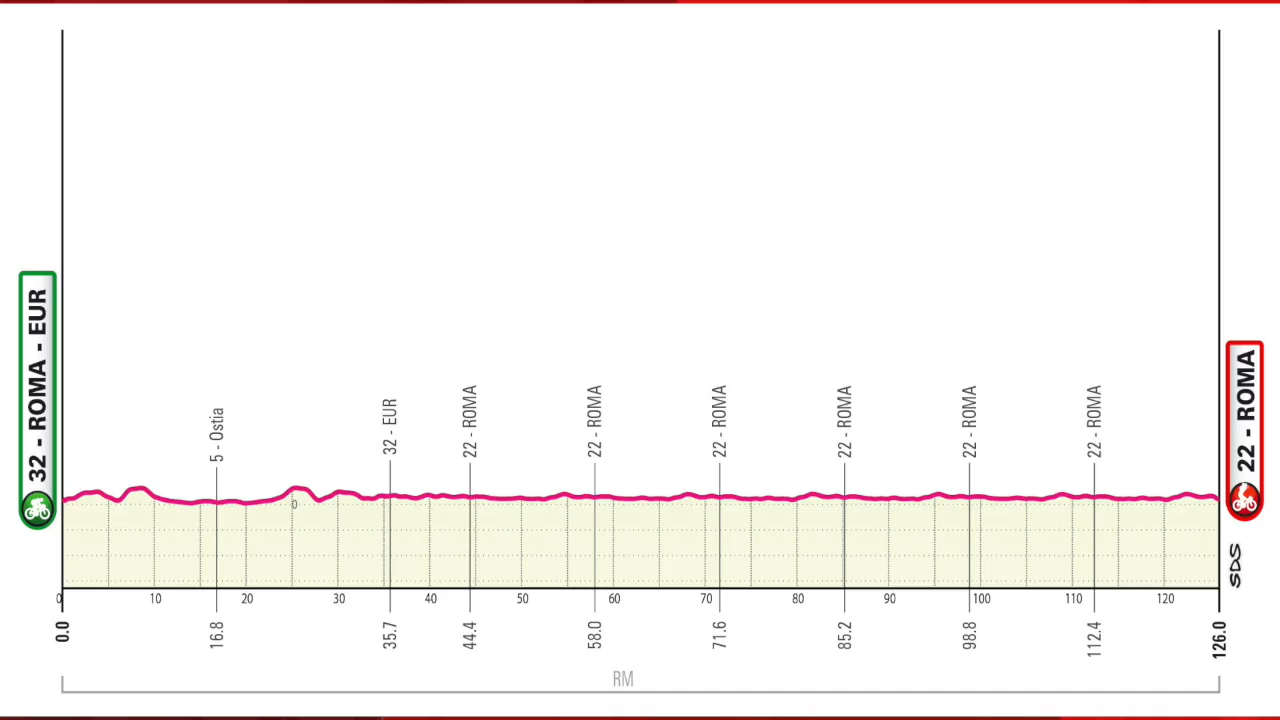 32 - ROMA - EUR
5 - Ostia
32 - EUR
22 - ROMA
22 - ROMA
22 - ROMA
22 - ROMA
22 - ROMA
22 - ROMA
22 - ROMA
0
0 10 20 30 40 50 60 70 80 90 100 110 120
0.0 16.8 35.7 44.4 58.0 71.6 85.2 98.8 112.4 126.0
SDS
RM